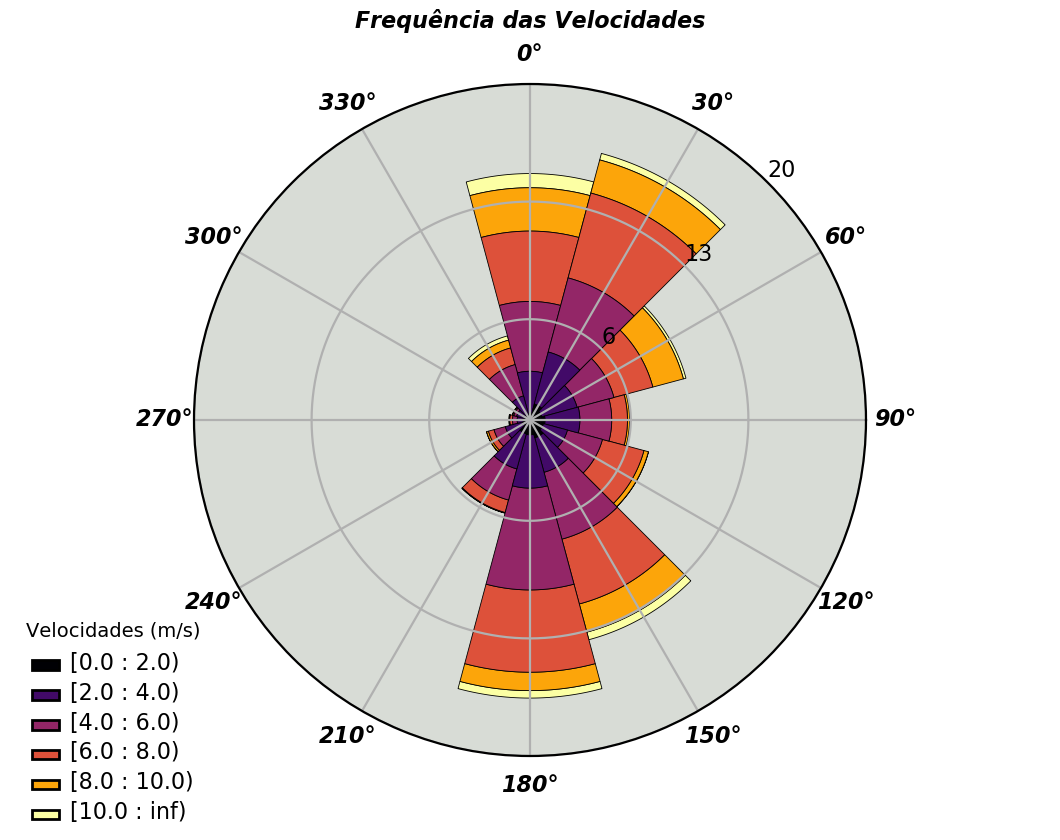 Frequência das Velocidades
0°
330°
30°
20
300°
60°
13
6
270°
90°
240°
120°
210°
150°
180°
Velocidades (m/s)
[0.0 : 2.0)
[2.0 : 4.0)
[4.0 : 6.0)
[6.0 : 8.0)
[8.0 : 10.0)
[10.0 : inf)